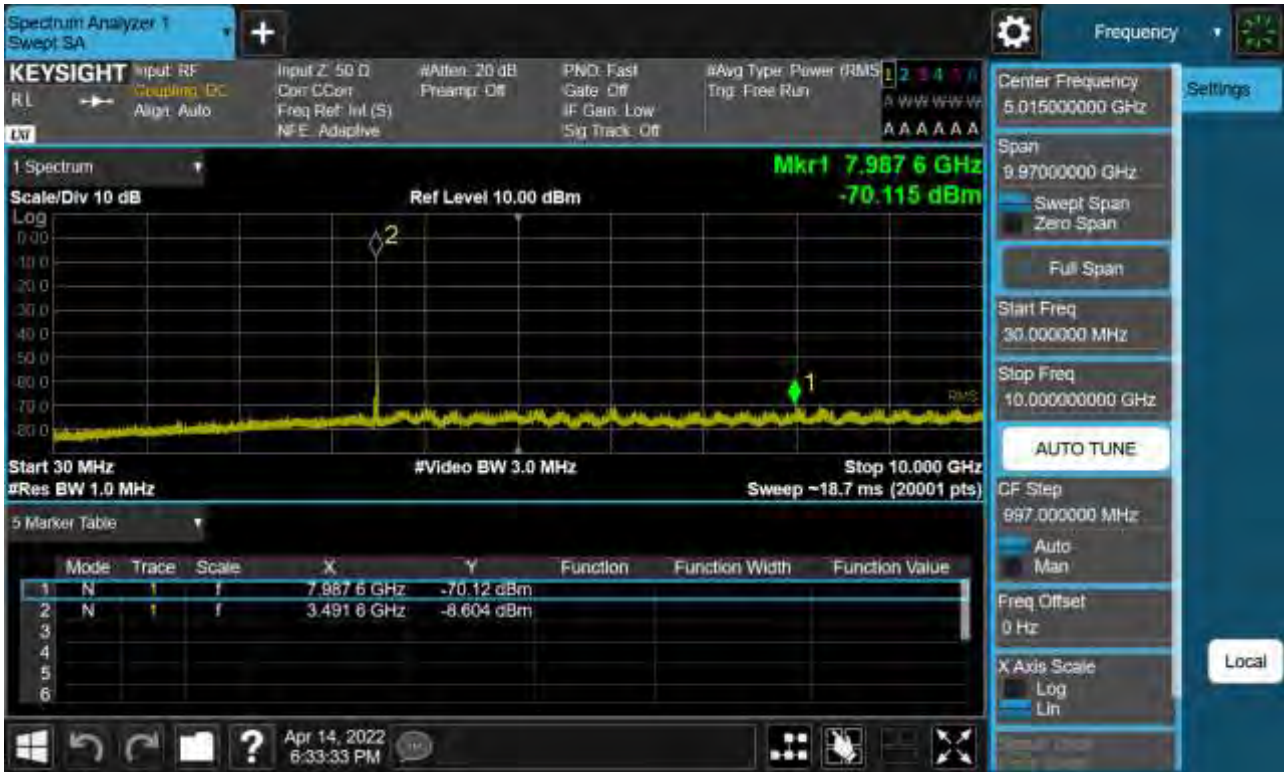 Spectrum Analyzer 1
Swept SA
+
Frequency
KEYSIGHT
RL
Input: RF
Coupling: DC
Align: Auto
Input Z: 50 Ω
Corr CCorr
Freq Ref: Int (S)
NFE: Adaptive
#Atten: 20 dB
Preamp: Off
PNO: Fast
Gate: Off
IF Gain: Low
Sig Track: Off
#Avg Type: Power (RMS
Trig: Free Run
1 2 3 4 5 6
A W W W W W
A A A A A A
LXI
1 Spectrum
Scale/Div 10 dB
Log
Ref Level 10.00 dBm
Mkr1 7.987 6 GHz
-70.115 dBm
0.00
-10.0
-20.0
-30.0
-40.0
-50.0
-60.0
-70.0
-80.0
2
1
RMS
Start 30 MHz
#Video BW 3.0 MHz
Stop 10.000 GHz
#Res BW 1.0 MHz
Sweep ~18.7 ms (20001 pts)
5 Marker Table
Mode Trace Scale X Y Function Function Width Function Value
1 N 1 f 7.987 6 GHz -70.12 dBm
2 N 1 f 3.491 6 GHz -8.604 dBm
3
4
5
6
Apr 14, 2022
6:33:33 PM
Center Frequency
5.015000000 GHz
Settings
Span
9.97000000 GHz
Swept Span
Zero Span
Full Span
Start Freq
30.000000 MHz
Stop Freq
10.000000000 GHz
AUTO TUNE
CF Step
997.000000 MHz
Auto
Man
Freq Offset
0 Hz
X Axis Scale
Log
Lin
Local